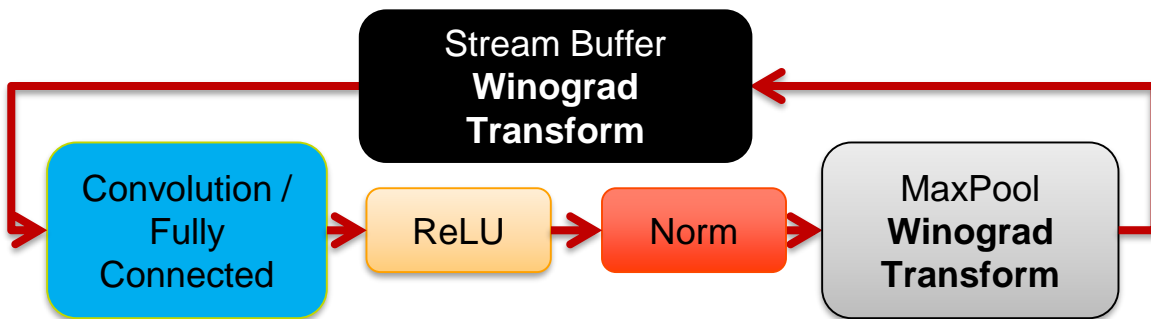 Stream Buffer
Winograd
Transform
Convolution /
Fully
Connected
ReLU
Norm
MaxPool
Winograd
Transform